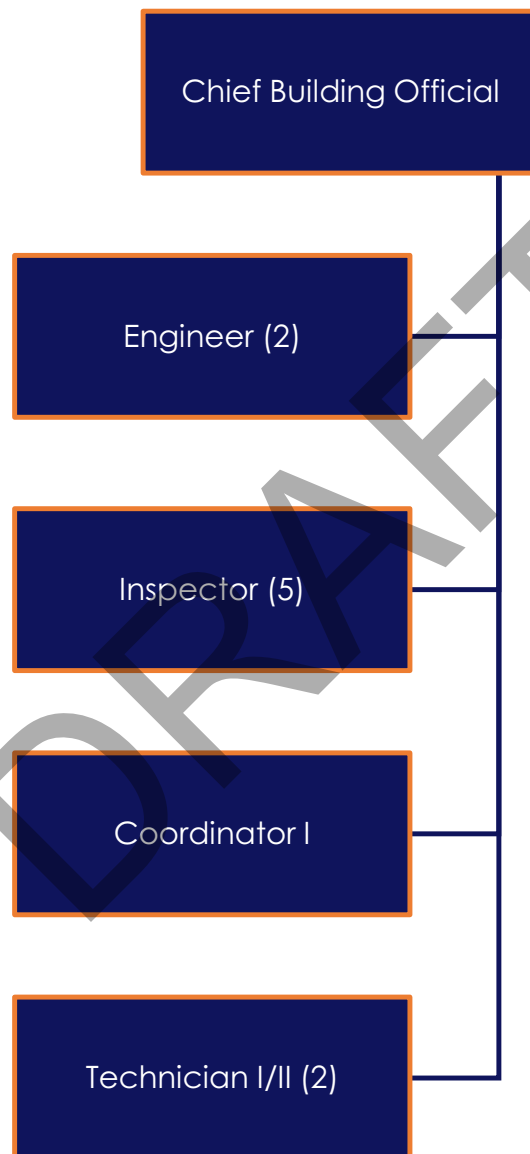 Chief Building Official
Engineer (2)
Inspector (5)
Coordinator I
Technician I/II (2)
DRAFT